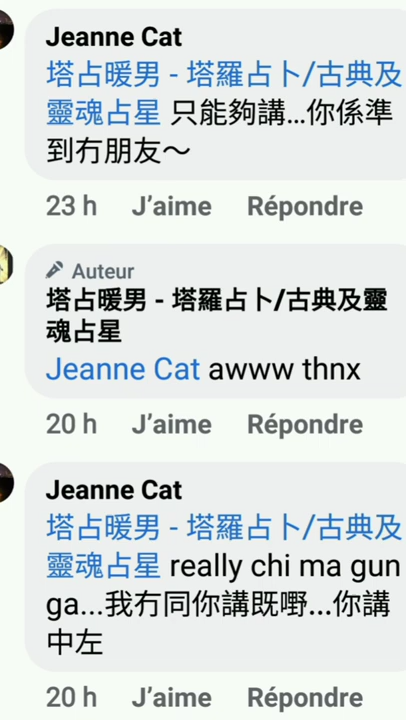 Jeanne Cat
塔占暖男 - 塔羅占卜/古典及
靈魂占星 只能夠講...你係準
到冇朋友～
23 h J’aime Répondre
Auteur
塔占暖男 - 塔羅占卜/古典及靈
魂占星
Jeanne Cat awww thnx
20 h J’aime Répondre
Jeanne Cat
塔占暖男 - 塔羅占卜/古典及
靈魂占星 really chi ma gun
ga...我冇同你講既嘢...你講
中左
20 h J’aime Répondre